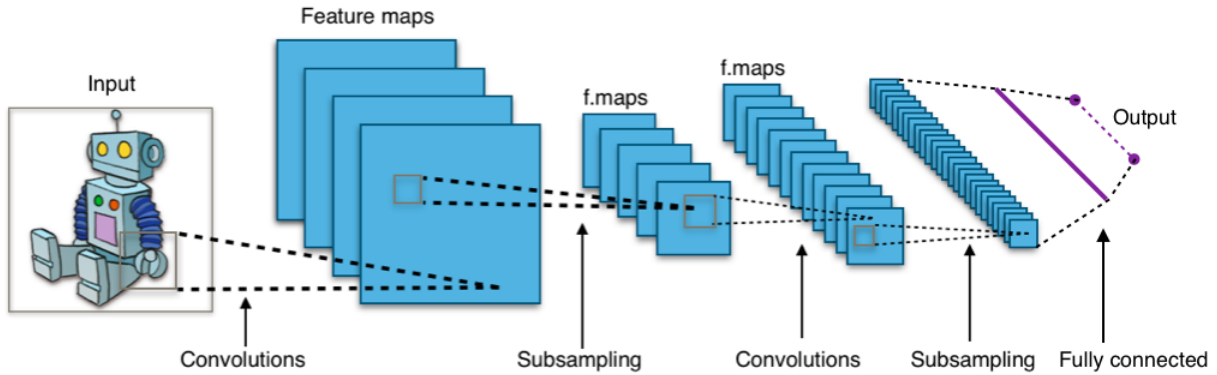 Feature maps
Input
f.maps
f.maps
Output
Convolutions
Subsampling
Convolutions
Subsampling
Fully connected